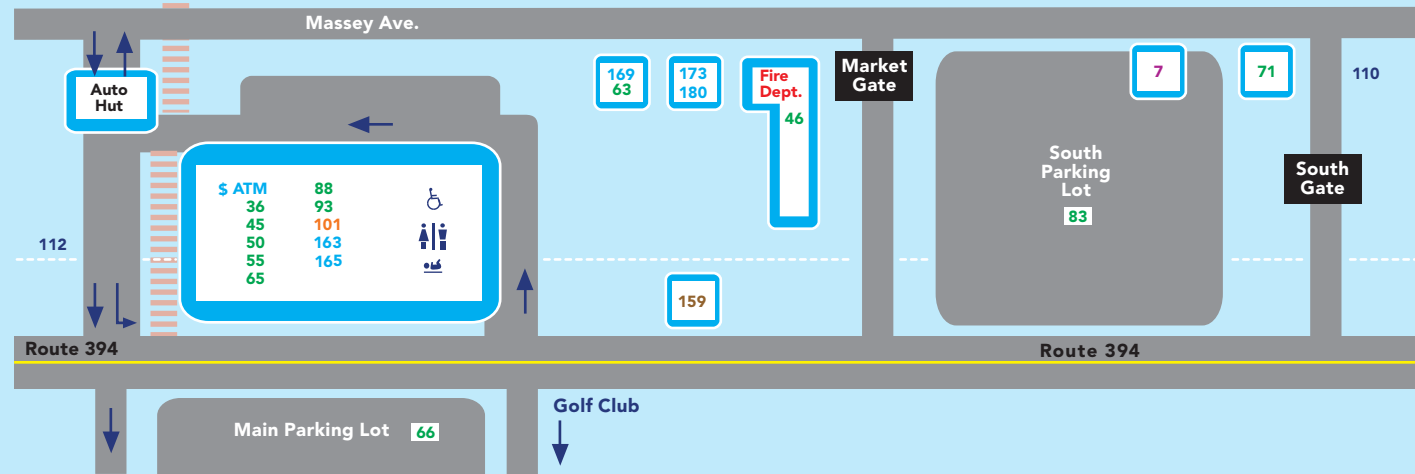 Massey Ave.
Auto
Hut
169
63
173
180
Fire
Dept.
46
Market
Gate
7
71
110
South
Parking
Lot
83
South
Gate
112
$ ATM
36
45
50
55
65
88
93
101
163
165
159
Route 394
Route 394
Main Parking Lot 66
Golf Club